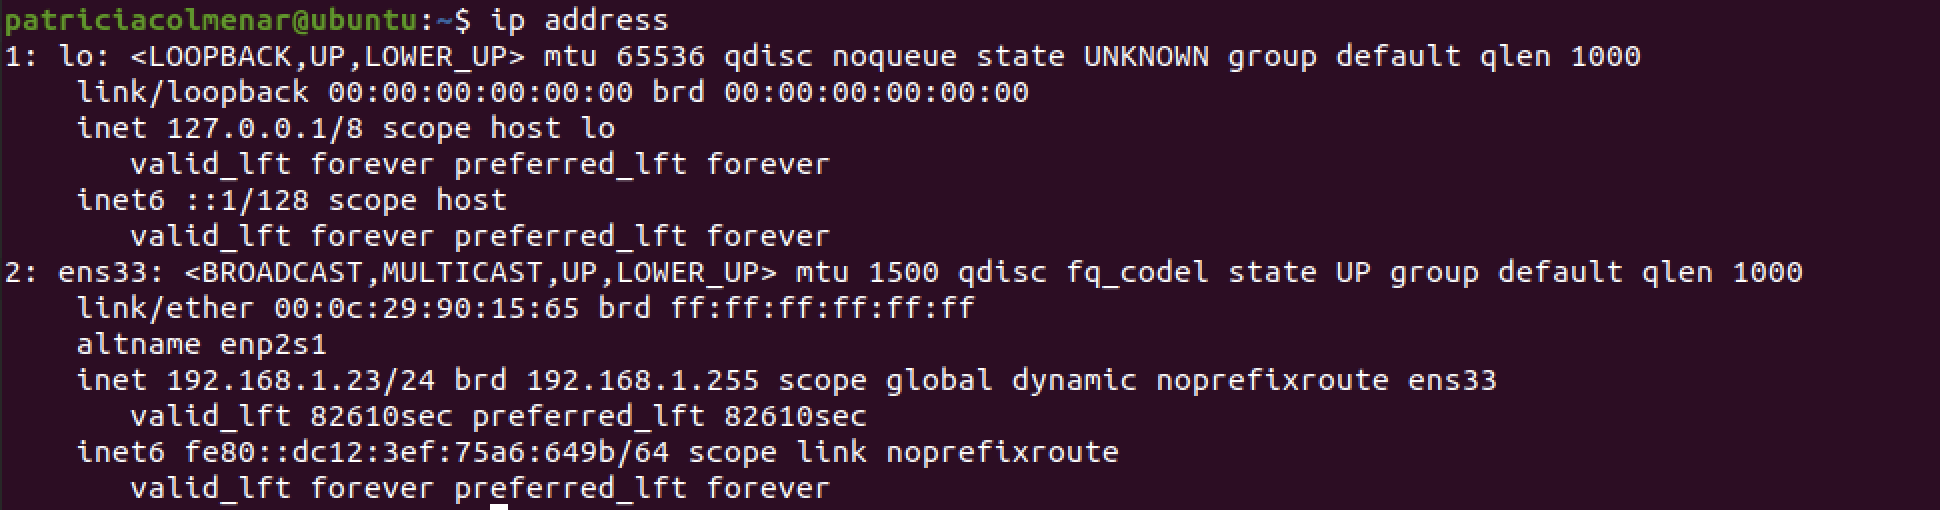 patriciacolmenar@ubuntu:~$ ip address
1: lo: <LOOPBACK,UP,LOWER_UP> mtu 65536 qdisc noqueue state UNKNOWN group default qlen 1000
    link/loopback 00:00:00:00:00:00 brd 00:00:00:00:00:00
    inet 127.0.0.1/8 scope host lo
       valid_lft forever preferred_lft forever
    inet6 ::1/128 scope host
       valid_lft forever preferred_lft forever
2: ens33: <BROADCAST,MULTICAST,UP,LOWER_UP> mtu 1500 qdisc fq_codel state UP group default qlen 1000
    link/ether 00:0c:29:90:15:65 brd ff:ff:ff:ff:ff:ff
    altname enp2s1
    inet 192.168.1.23/24 brd 192.168.1.255 scope global dynamic noprefixroute ens33
       valid_lft 82610sec preferred_lft 82610sec
    inet6 fe80::dc12:3ef:75a6:649b/64 scope link noprefixroute
       valid_lft forever preferred_lft forever